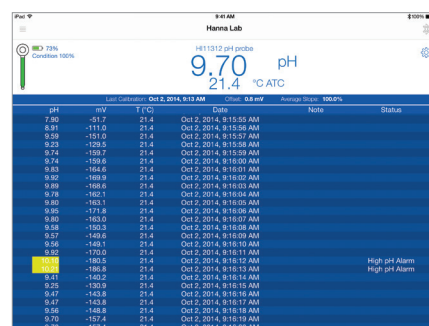 iPad 9:41 AM 100%
Hanna Lab
73%
Condition 100%
HI11312 pH probe
9.70 pH
21.4 °C ATC
Last Calibration: Oct 2, 2014, 9:13 AM Offset: 0.8 mV Average Slope: 100.0%
pH mV T (°C) Date Note Status
7.90 -51.7 21.4 Oct 2, 2014, 9:15:55 AM
8.91 -111.0 21.4 Oct 2, 2014, 9:15:56 AM
9.59 -151.0 21.4 Oct 2, 2014, 9:15:57 AM
9.23 -129.5 21.4 Oct 2, 2014, 9:15:58 AM
9.74 -159.7 21.4 Oct 2, 2014, 9:15:59 AM
9.74 -159.6 21.4 Oct 2, 2014, 9:16:00 AM
9.83 -164.6 21.4 Oct 2, 2014, 9:16:01 AM
9.92 -169.9 21.4 Oct 2, 2014, 9:16:02 AM
9.89 -168.6 21.4 Oct 2, 2014, 9:16:03 AM
9.78 -162.1 21.4 Oct 2, 2014, 9:16:04 AM
9.80 -163.1 21.4 Oct 2, 2014, 9:16:05 AM
9.95 -171.8 21.4 Oct 2, 2014, 9:16:06 AM
9.80 -163.0 21.4 Oct 2, 2014, 9:16:07 AM
9.58 -150.3 21.4 Oct 2, 2014, 9:16:08 AM
9.57 -149.6 21.4 Oct 2, 2014, 9:16:09 AM
9.56 -149.1 21.4 Oct 2, 2014, 9:16:10 AM
9.92 -170.0 21.4 Oct 2, 2014, 9:16:11 AM
10.10 -180.5 21.4 Oct 2, 2014, 9:16:12 AM High pH Alarm
10.21 -186.8 21.4 Oct 2, 2014, 9:16:13 AM High pH Alarm
9.41 -140.2 21.4 Oct 2, 2014, 9:16:14 AM
9.25 -130.9 21.4 Oct 2, 2014, 9:16:15 AM
9.47 -143.8 21.4 Oct 2, 2014, 9:16:16 AM
9.47 -143.8 21.4 Oct 2, 2014, 9:16:17 AM
9.56 -148.8 21.4 Oct 2, 2014, 9:16:18 AM
9.70 -157.4 21.4 Oct 2, 2014, 9:16:19 AM